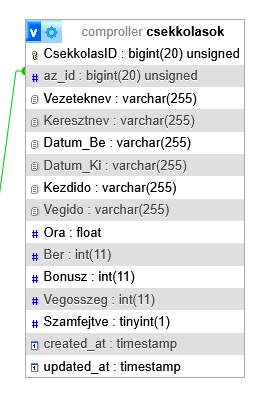 v comproller csekkolasok
CsekkolasID : bigint(20) unsigned
# az_id : bigint(20) unsigned
Vezeteknev : varchar(255)
Keresztnev : varchar(255)
Datum_Be : varchar(255)
Datum_Ki : varchar(255)
Kezdido : varchar(255)
Vegido : varchar(255)
# Ora : float
# Ber : int(11)
# Bonusz : int(11)
# Vegosszeg : int(11)
# Szamfejtve : tinyint(1)
created_at : timestamp
updated_at : timestamp